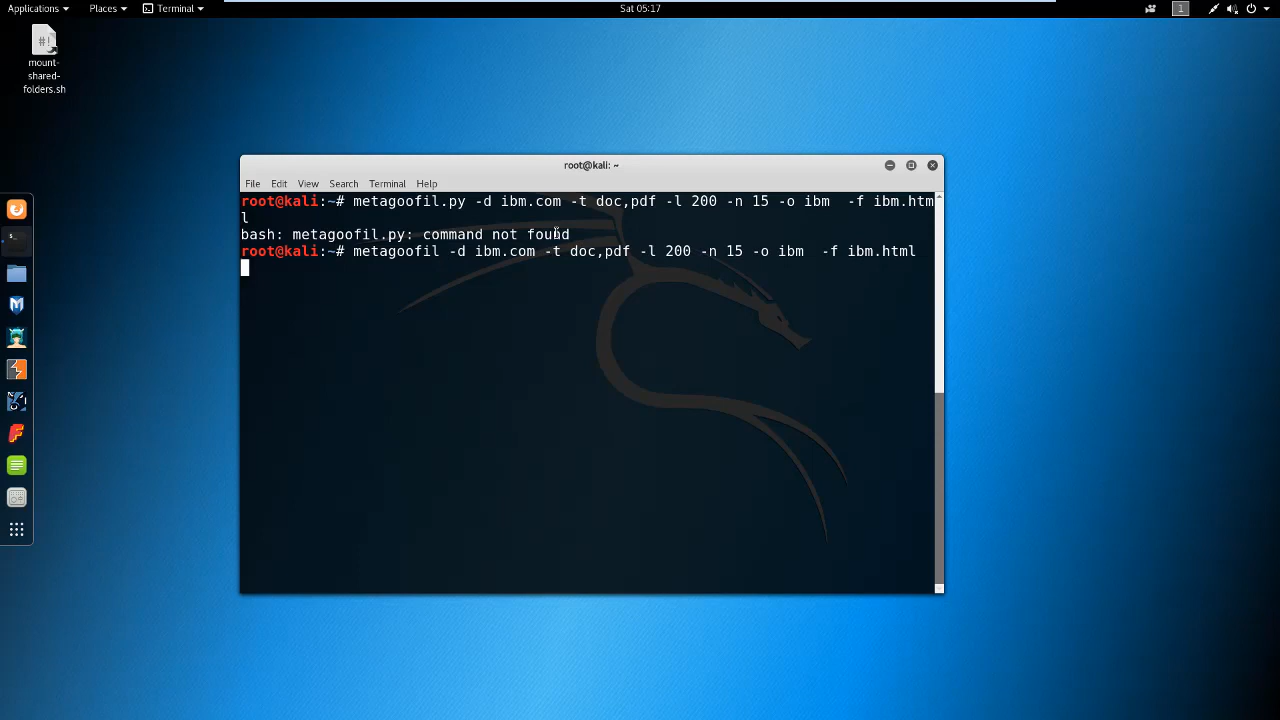 Applications Places Terminal Sat 05:17 1
#!
mount-
shared-
folders.sh
root@kali: ~
File Edit View Search Terminal Help
root@kali:~# metagoofil.py -d ibm.com -t doc,pdf -l 200 -n 15 -o ibm  -f ibm.htm
l
bash: metagoofil.py: command not found
root@kali:~# metagoofil -d ibm.com -t doc,pdf -l 200 -n 15 -o ibm  -f ibm.html